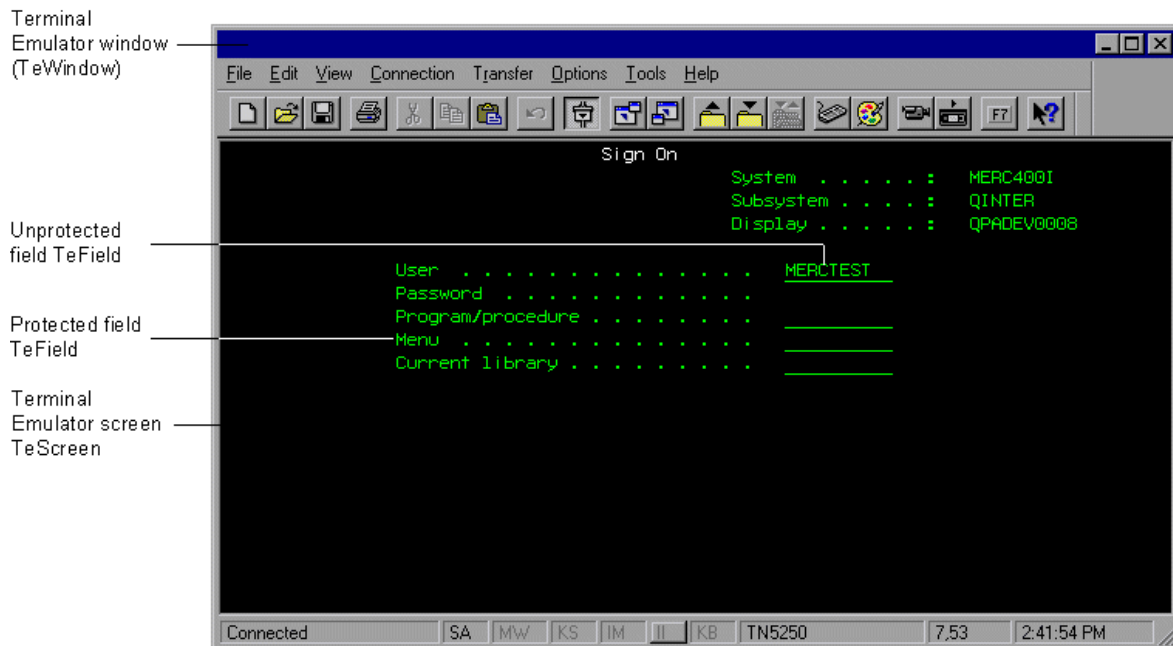 Terminal
Emulator window
(TeWindow)
File Edit View Connection Transfer Options Tools Help
F7
Sign On
System . . . . . : MERC400I
Subsystem . . . . : QINTER
Display . . . . . : QPADEV0008
Unprotected
field TeField
User . . . . . . . . . . . . . . MERCTEST
Password . . . . . . . . . . . .
Program/procedure . . . . . . . .
Protected field
TeField
Menu . . . . . . . . . . . . . .
Current library . . . . . . . . .
Terminal
Emulator screen
TeScreen
Connected SA MW KS IM II KB TN5250 7,53 2:41:54 PM